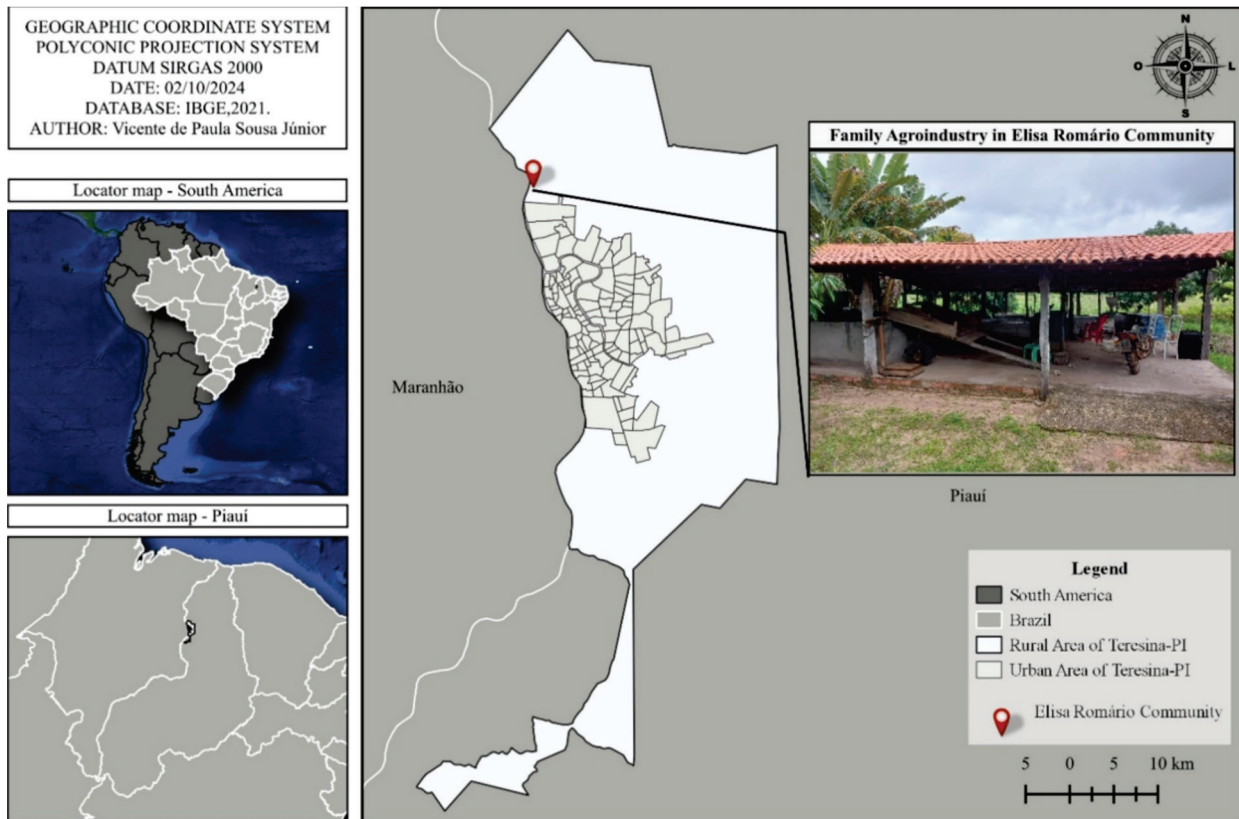 GEOGRAPHIC COORDINATE SYSTEM
POLYCONIC PROJECTION SYSTEM
DATUM SIRGAS 2000
DATE: 02/10/2024
DATABASE: IBGE,2021.
AUTHOR: Vicente de Paula Sousa Júnior
Locator map - South America
Locator map - Piauí
N
O
L
S
Family Agroindustry in Elisa Romário Community
Maranhão
Piauí
Legend
South America
Brazil
Rural Area of Teresina-PI
Urban Area of Teresina-PI
Elisa Romário Community
5 0 5 10 km